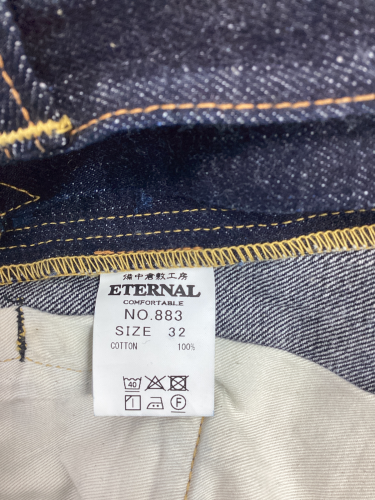 備中倉敷工房
ETERNAL
COMFORTABLE
NO.883
SIZE 32
COTTON 100%
40
F